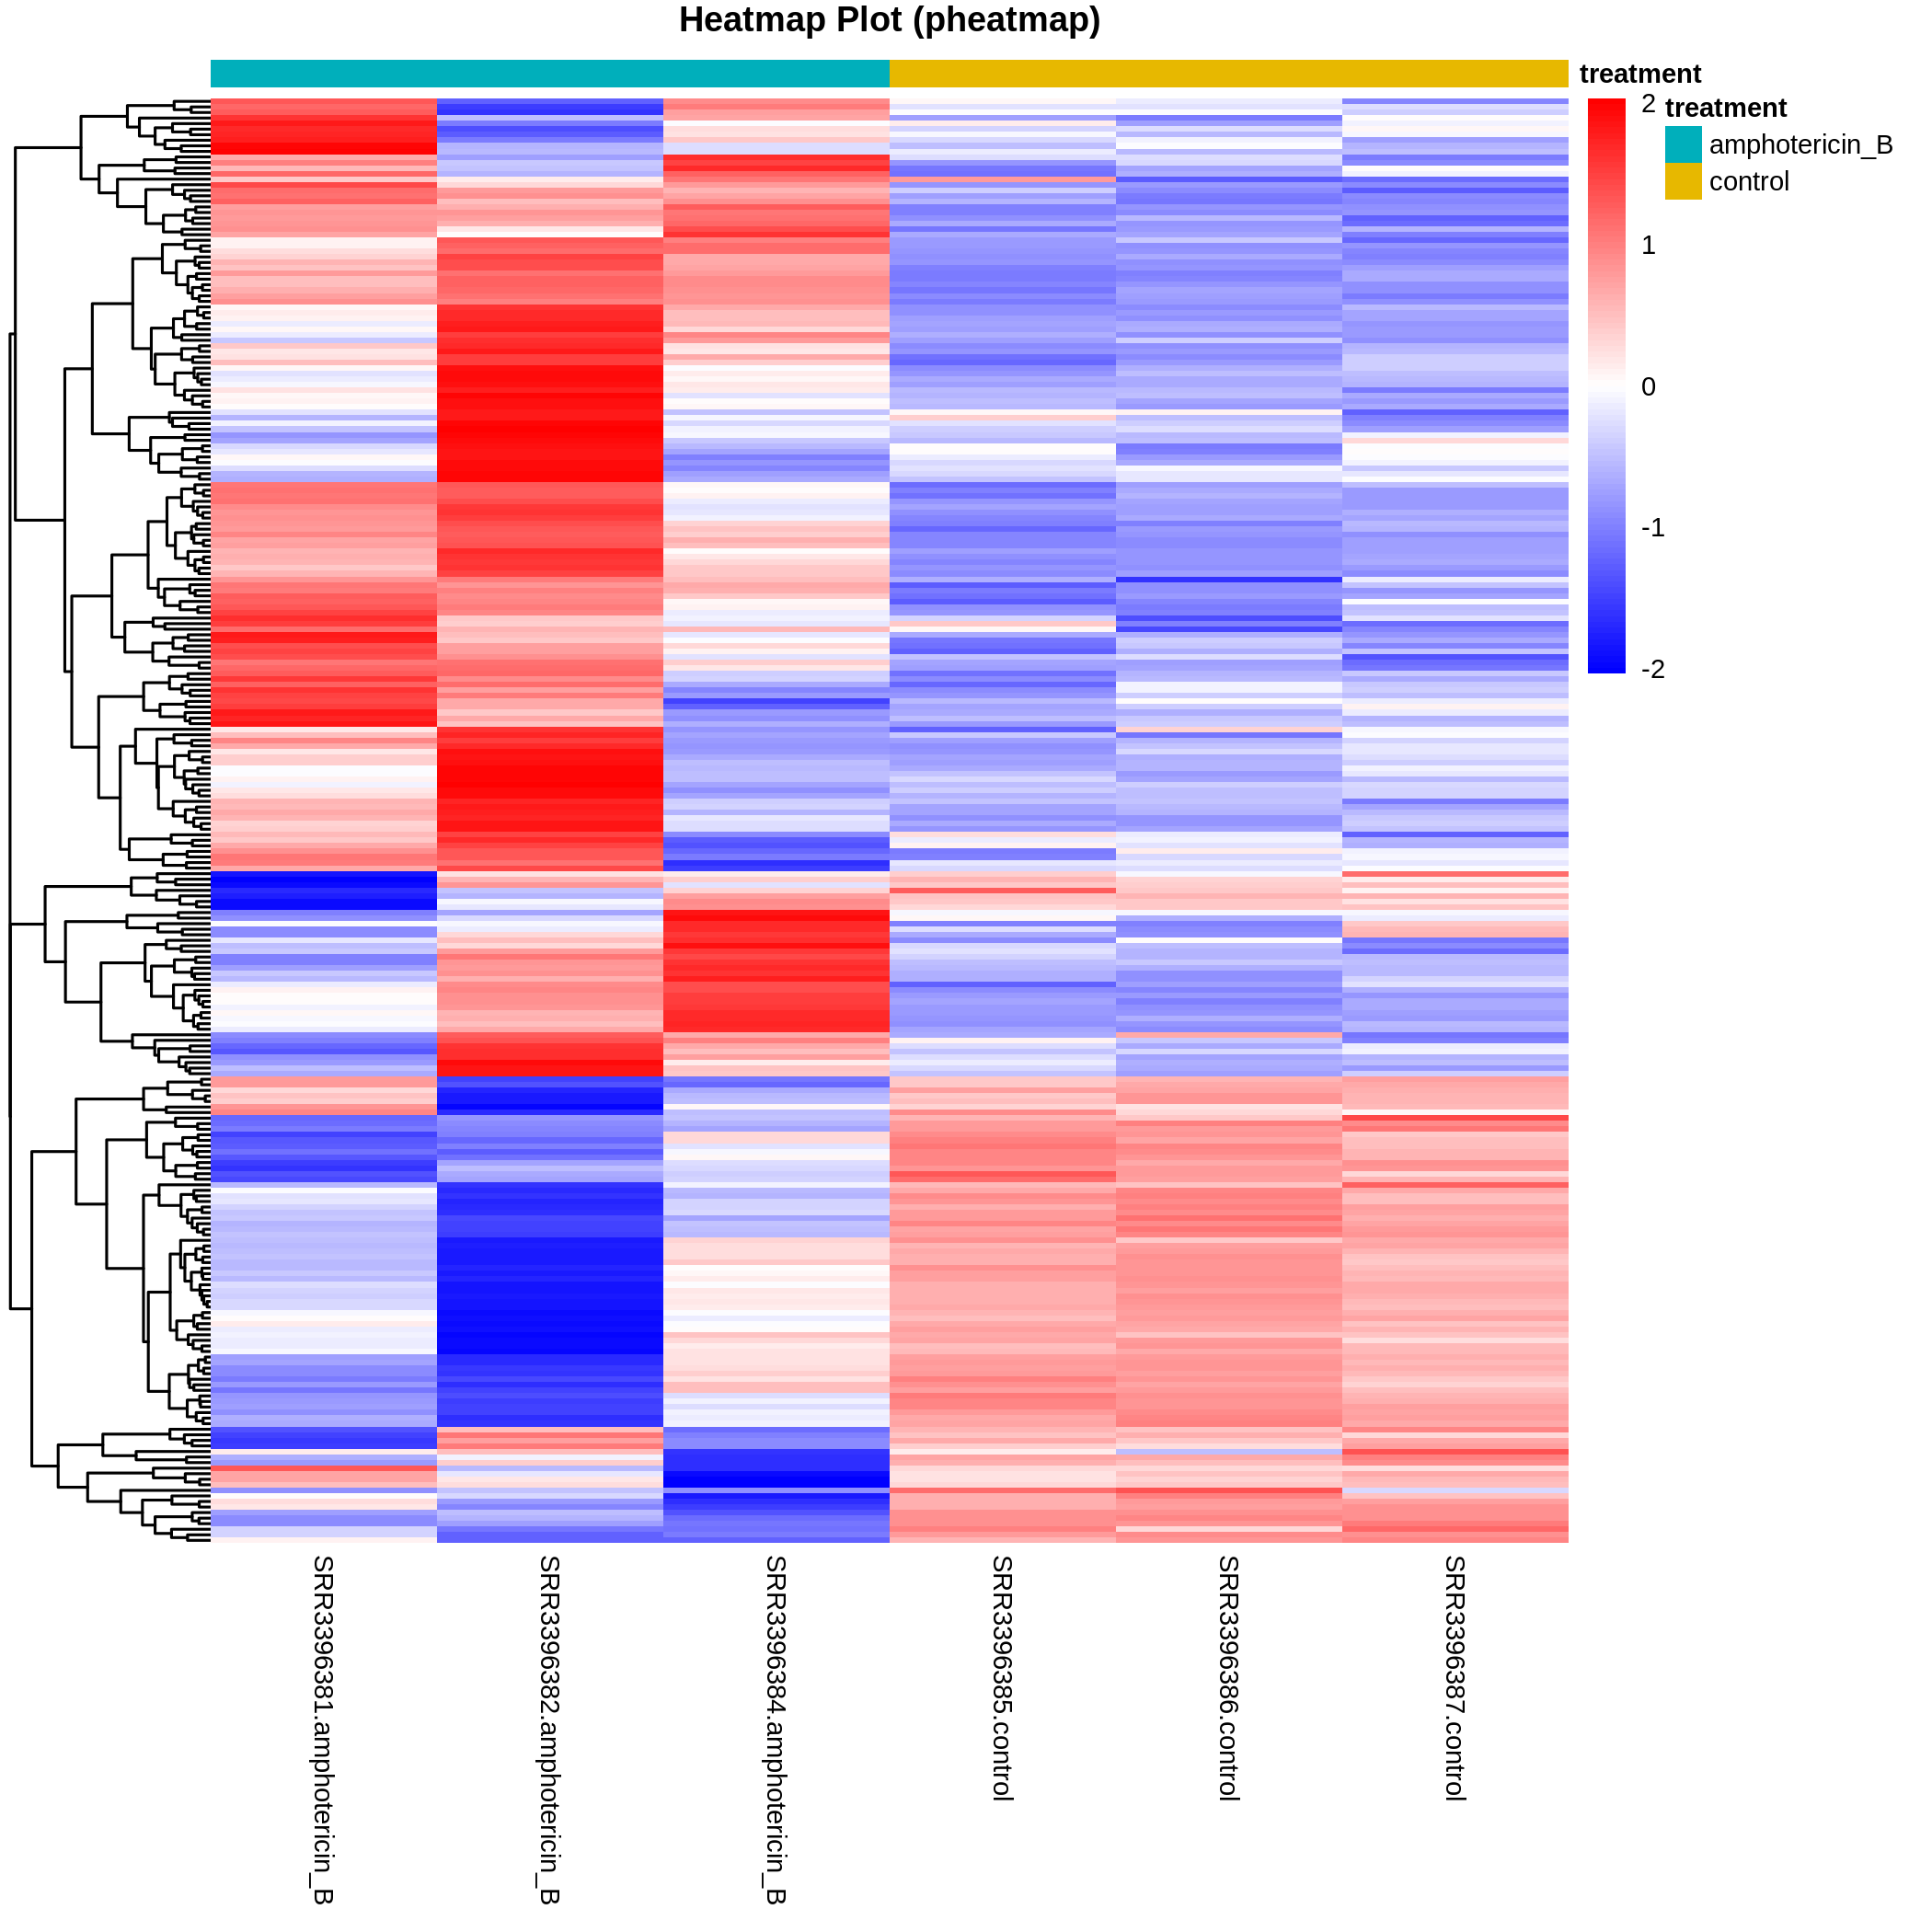 Heatmap Plot (pheatmap)
treatment
2
1
0
-1
-2
treatment
amphotericin_B
control
SRR3396381.amphotericin_B
SRR3396382.amphotericin_B
SRR3396384.amphotericin_B
SRR3396385.control
SRR3396386.control
SRR3396387.control